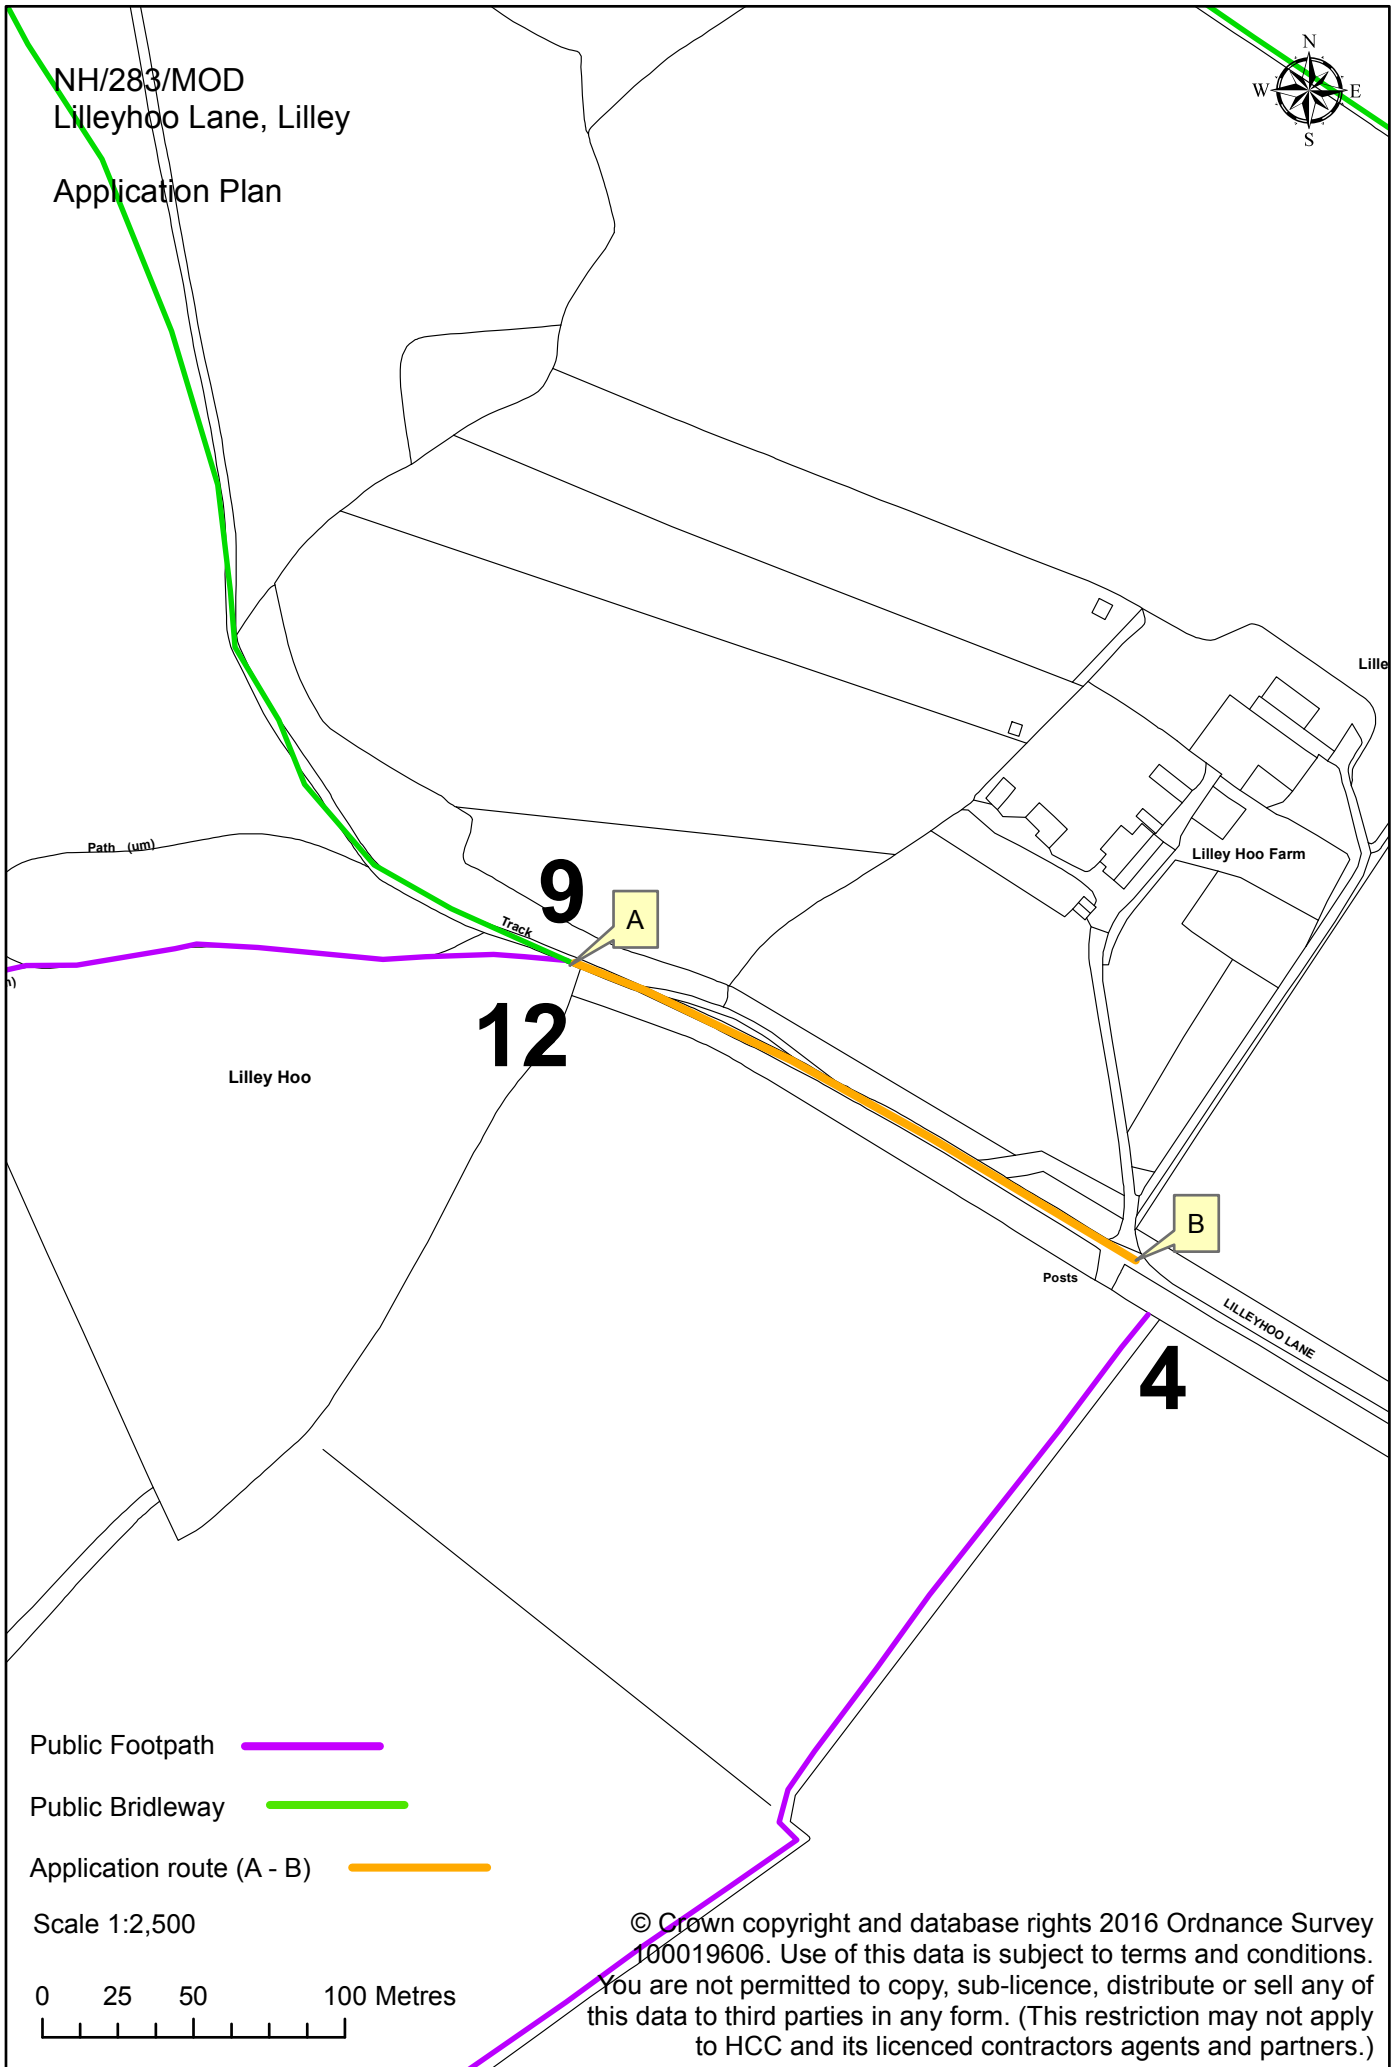 NH/283/MOD
Lilleyhoo Lane, Lilley
Application Plan
N
W
E
S
Lille
Path (um)
Lilley Hoo Farm
9
A
Track
12
Lilley Hoo
B
Posts
LILLEYHOO LANE
4
Public Footpath
Public Bridleway
Application route (A - B)
Scale 1:2,500
0 25 50 100 Metres
© Crown copyright and database rights 2016 Ordnance Survey
100019606. Use of this data is subject to terms and conditions.
You are not permitted to copy, sub-licence, distribute or sell any of
this data to third parties in any form. (This restriction may not apply
to HCC and its licenced contractors agents and partners.)